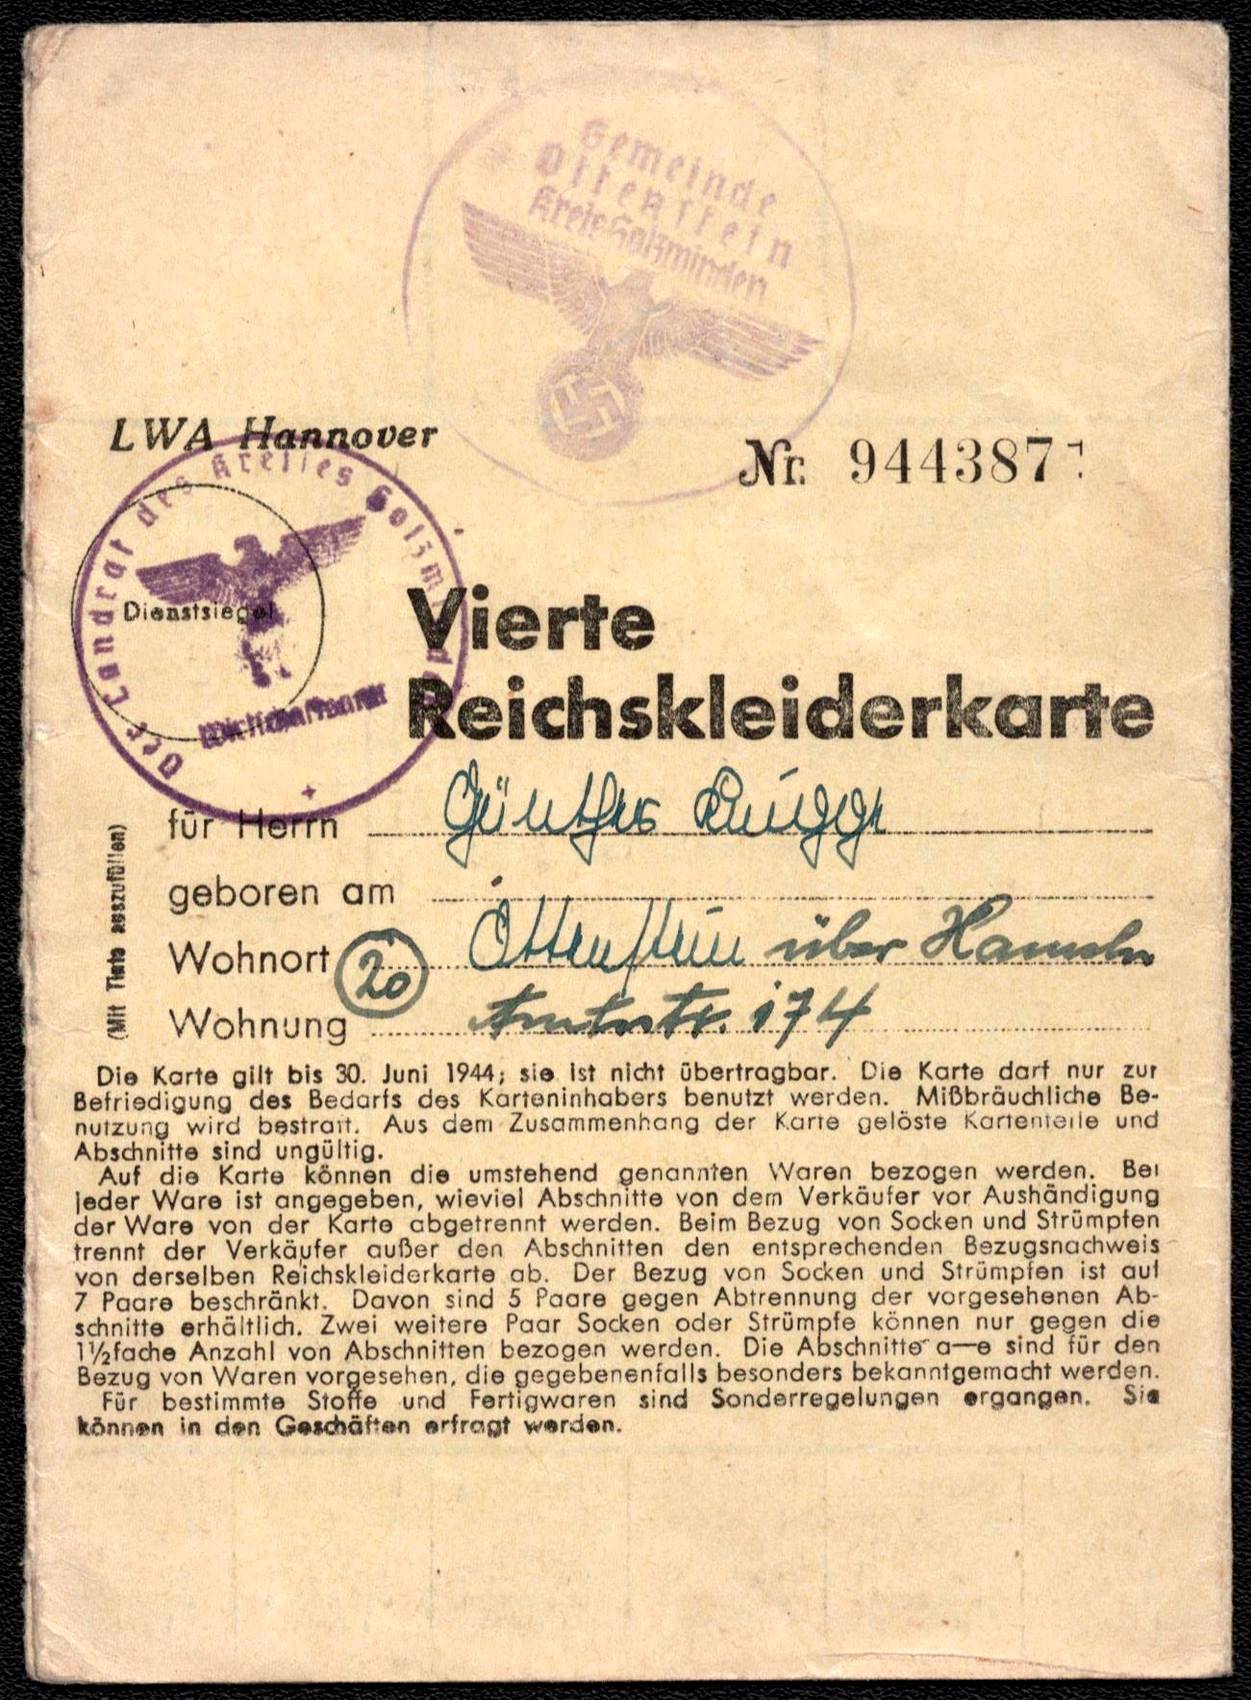 Gemeinde
Ottenstein
Kreis Holzminden
LWA Hannover
Nr. 944387
Der Landrat des Kreises Holzminden
Dienstsiegel
Wirtschaftsamt
Vierte
Reichskleiderkarte
(Mit Tinte auszufüllen)
für Herrn Günther
geboren am
Wohnort (20) Ottenstein über Hameln
Wohnung 174
Die Karte gilt bis 30. Juni 1944; sie ist nicht übertragbar. Die Karte darf nur zur
Befriedigung des Bedarfs des Karteninhabers benutzt werden. Mißbräuchliche Be-
nutzung wird bestraft. Aus dem Zusammenhang der Karte gelöste Kartenteile und
Abschnitte sind ungültig.
Auf die Karte können die umstehend genannten Waren bezogen werden. Bei
jeder Ware ist angegeben, wieviel Abschnitte von dem Verkäufer vor Aushändigung
der Ware von der Karte abgetrennt werden. Beim Bezug von Socken und Strümpfen
trennt der Verkäufer außer den Abschnitten den entsprechenden Bezugsnachweis
von derselben Reichskleiderkarte ab. Der Bezug von Socken und Strümpfen ist auf
7 Paare beschränkt. Davon sind 5 Paare gegen Abtrennung der vorgesehenen Ab-
schnitte erhältlich. Zwei weitere Paar Socken oder Strümpfe können nur gegen die
1½fache Anzahl von Abschnitten bezogen werden. Die Abschnitte a—e sind für den
Bezug von Waren vorgesehen, die gegebenenfalls besonders bekanntgemacht werden.
Für bestimmte Stoffe und Fertigwaren sind Sonderregelungen ergangen. Sie
können in den Geschäften erfragt werden.